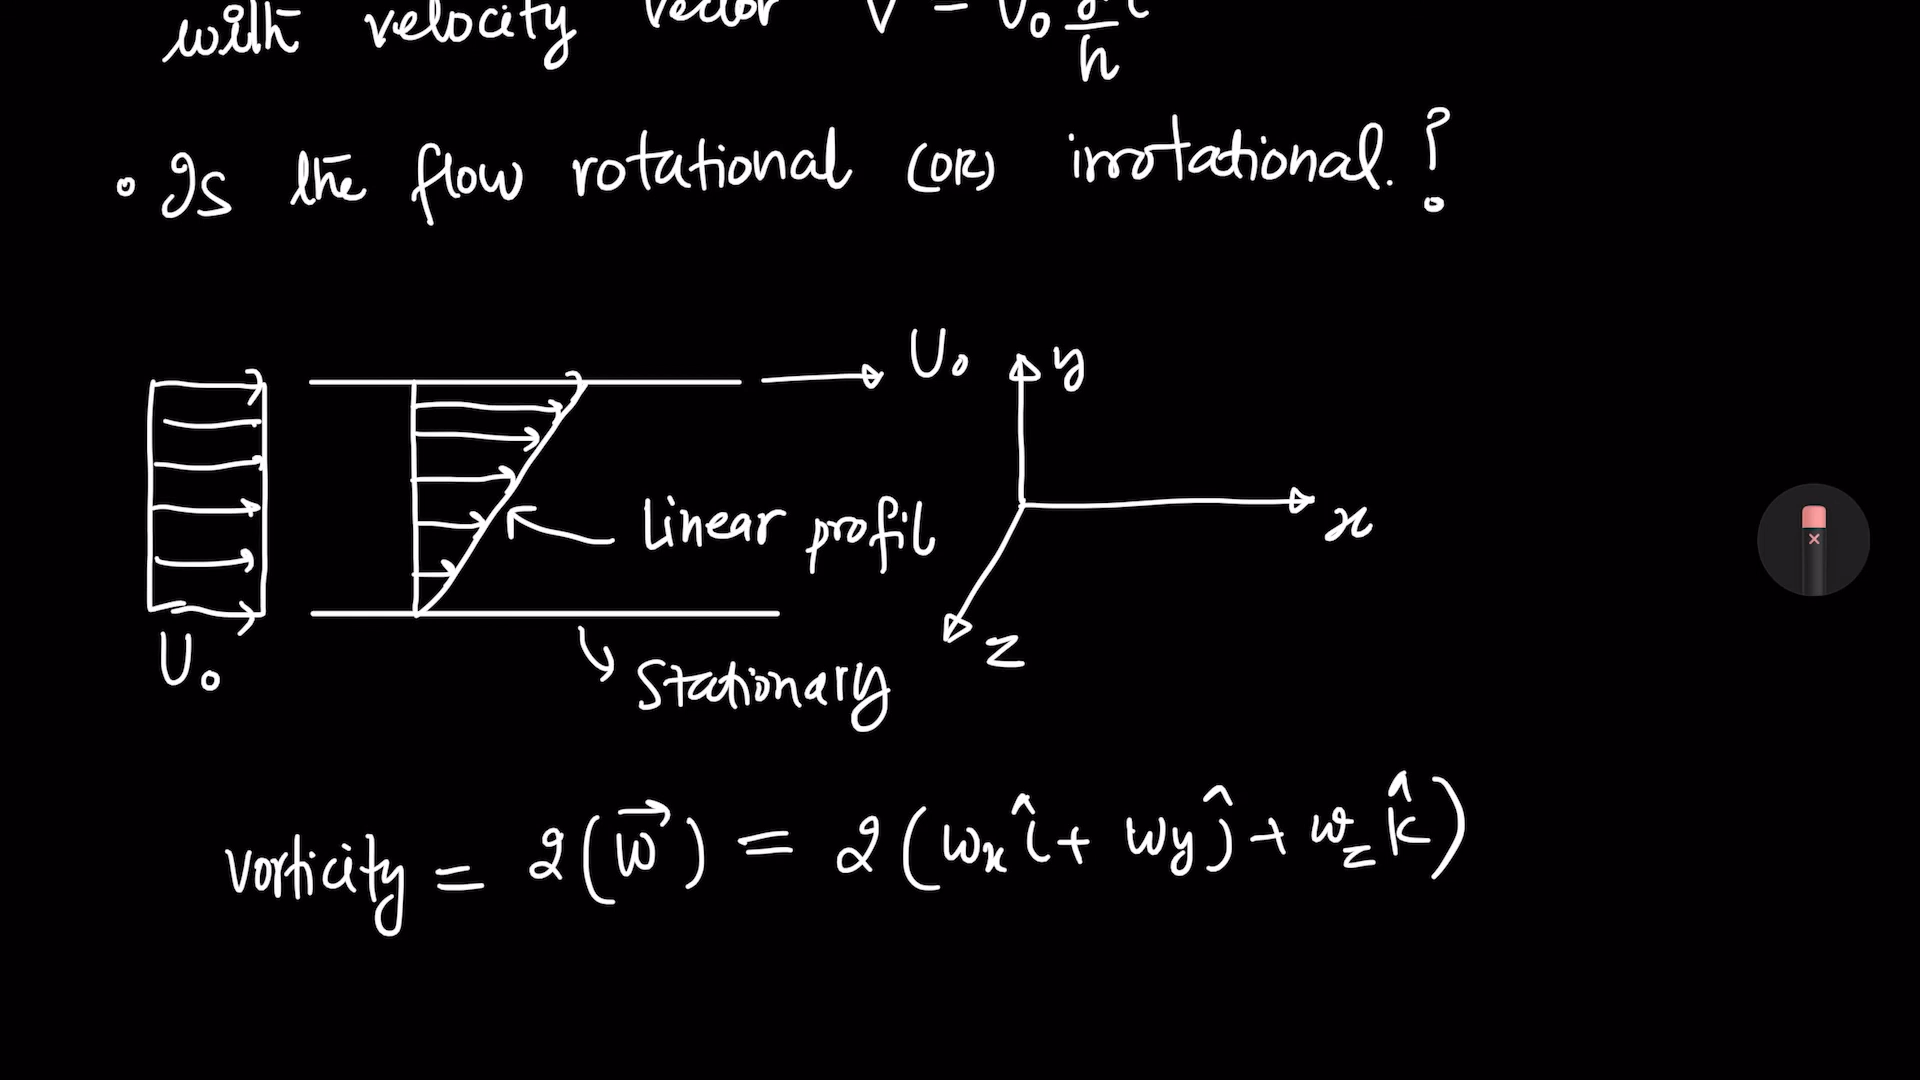 with velocity vector V = U₀ y/h î
• Is the flow rotational (OR) irrotational.?
U₀ y
Linear profil x
U₀ z
Stationary
vorticity = 2(w⃗) = 2(wₓî + wyĵ + w_z k̂)